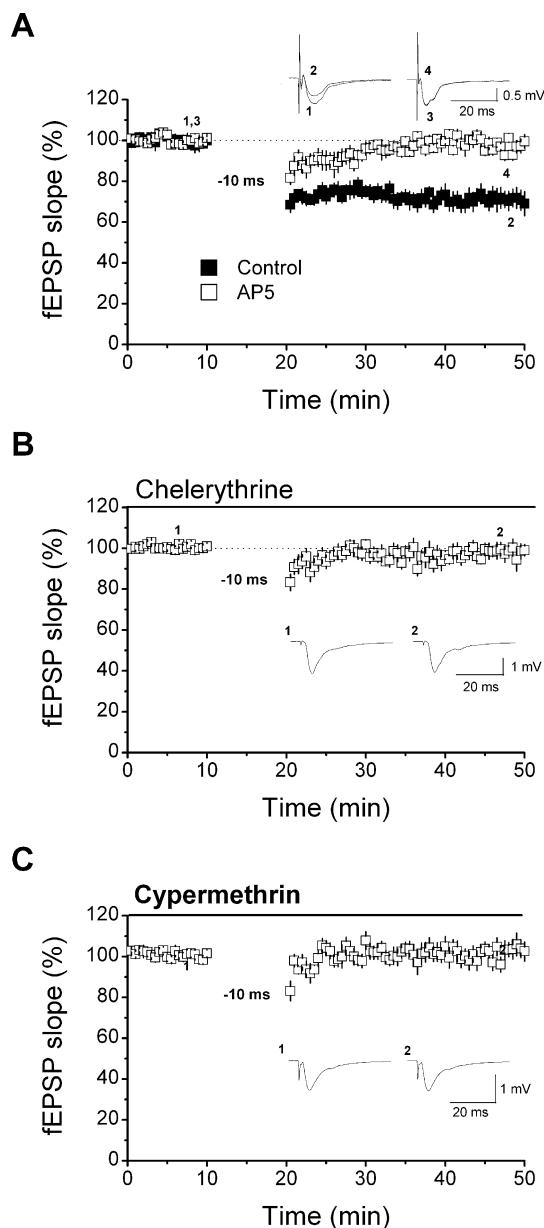 A
2
4
1
3
0.5 mV
20 ms
120
100
80
60
40
20
0
fEPSP slope (%)
1,3
-10 ms
4
2
Control
AP5
0 10 20 30 40 50
Time (min)
B
Chelerythrine
120
100
80
60
40
20
0
fEPSP slope (%)
1
2
-10 ms
1
2
1 mV
20 ms
0 10 20 30 40 50
Time (min)
C
Cypermethrin
120
100
80
60
40
20
0
fEPSP slope (%)
1
2
-10 ms
1
2
1 mV
20 ms
0 10 20 30 40 50
Time (min)